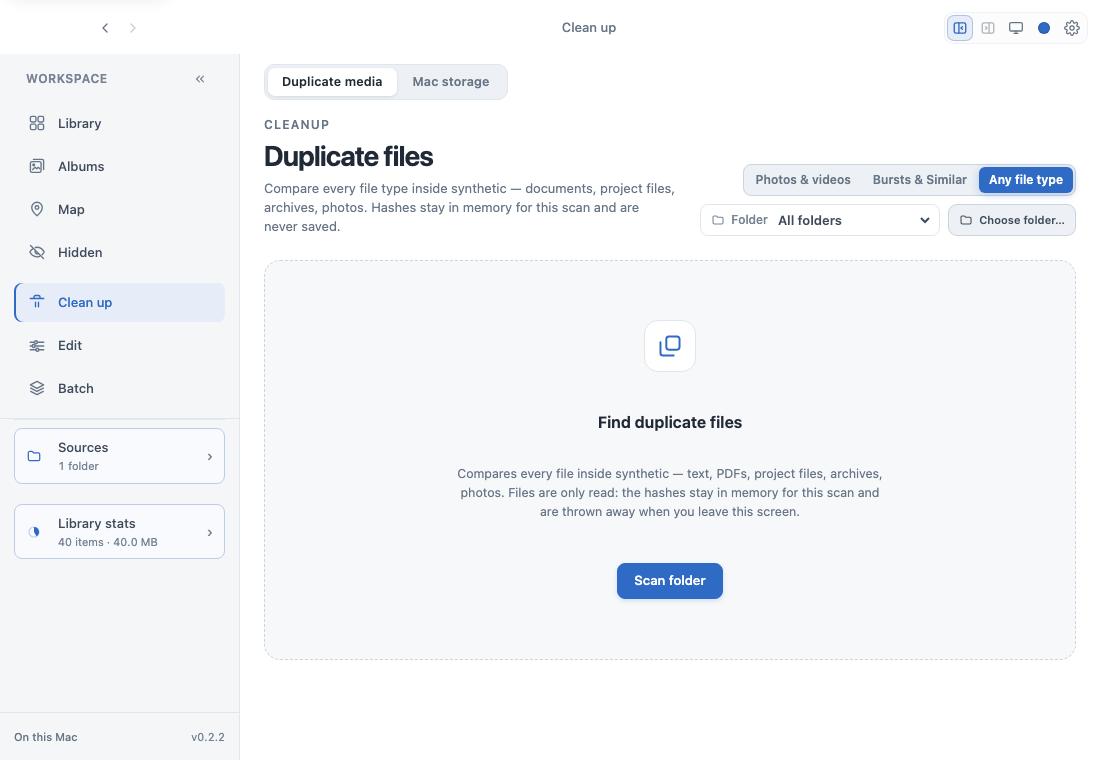 Clean up
WORKSPACE
Library
Albums
Map
Hidden
Clean up
Edit
Batch
Sources
1 folder
Library stats
40 items · 40.0 MB
On this Mac
v0.2.2
Duplicate media
Mac storage
CLEANUP
Duplicate files
Compare every file type inside synthetic — documents, project files,
archives, photos. Hashes stay in memory for this scan and are
never saved.
Photos & videos
Bursts & Similar
Any file type
Folder
All folders
Choose folder...
Find duplicate files
Compares every file inside synthetic — text, PDFs, project files, archives,
photos. Files are only read: the hashes stay in memory for this scan and
are thrown away when you leave this screen.
Scan folder